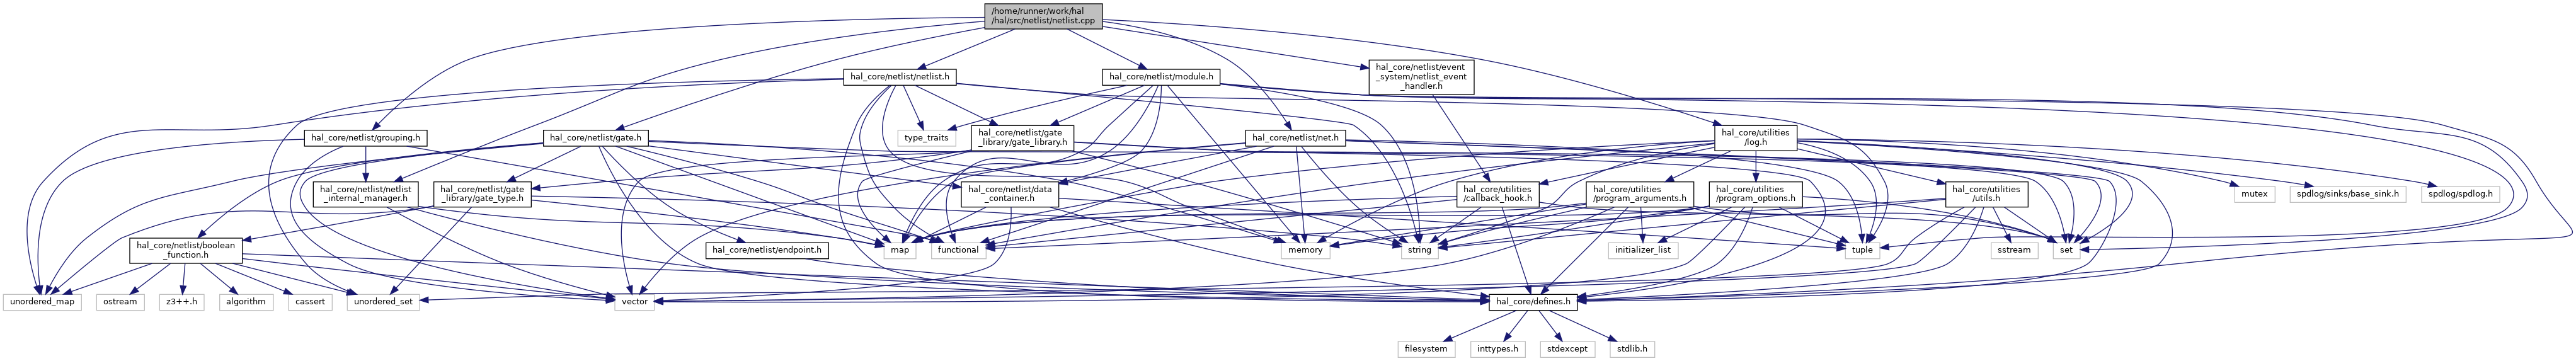 /home/runner/work/hal
/hal/src/netlist/netlist.cpp
hal_core/netlist/netlist.h
hal_core/netlist/module.h
hal_core/netlist/event
_system/netlist_event
_handler.h
hal_core/netlist/grouping.h
hal_core/netlist/gate.h
type_traits
hal_core/netlist/gate
_library/gate_library.h
hal_core/netlist/net.h
hal_core/utilities
/log.h
hal_core/netlist/netlist
_internal_manager.h
hal_core/netlist/gate
_library/gate_type.h
hal_core/netlist/data
_container.h
hal_core/utilities
/callback_hook.h
hal_core/utilities
/program_arguments.h
hal_core/utilities
/program_options.h
hal_core/utilities
/utils.h
mutex
spdlog/sinks/base_sink.h
spdlog/spdlog.h
hal_core/netlist/boolean
_function.h
hal_core/netlist/endpoint.h
map
functional
memory
string
initializer_list
tuple
sstream
set
unordered_map
ostream
z3++.h
algorithm
cassert
unordered_set
vector
hal_core/defines.h
filesystem
inttypes.h
stdexcept
stdlib.h